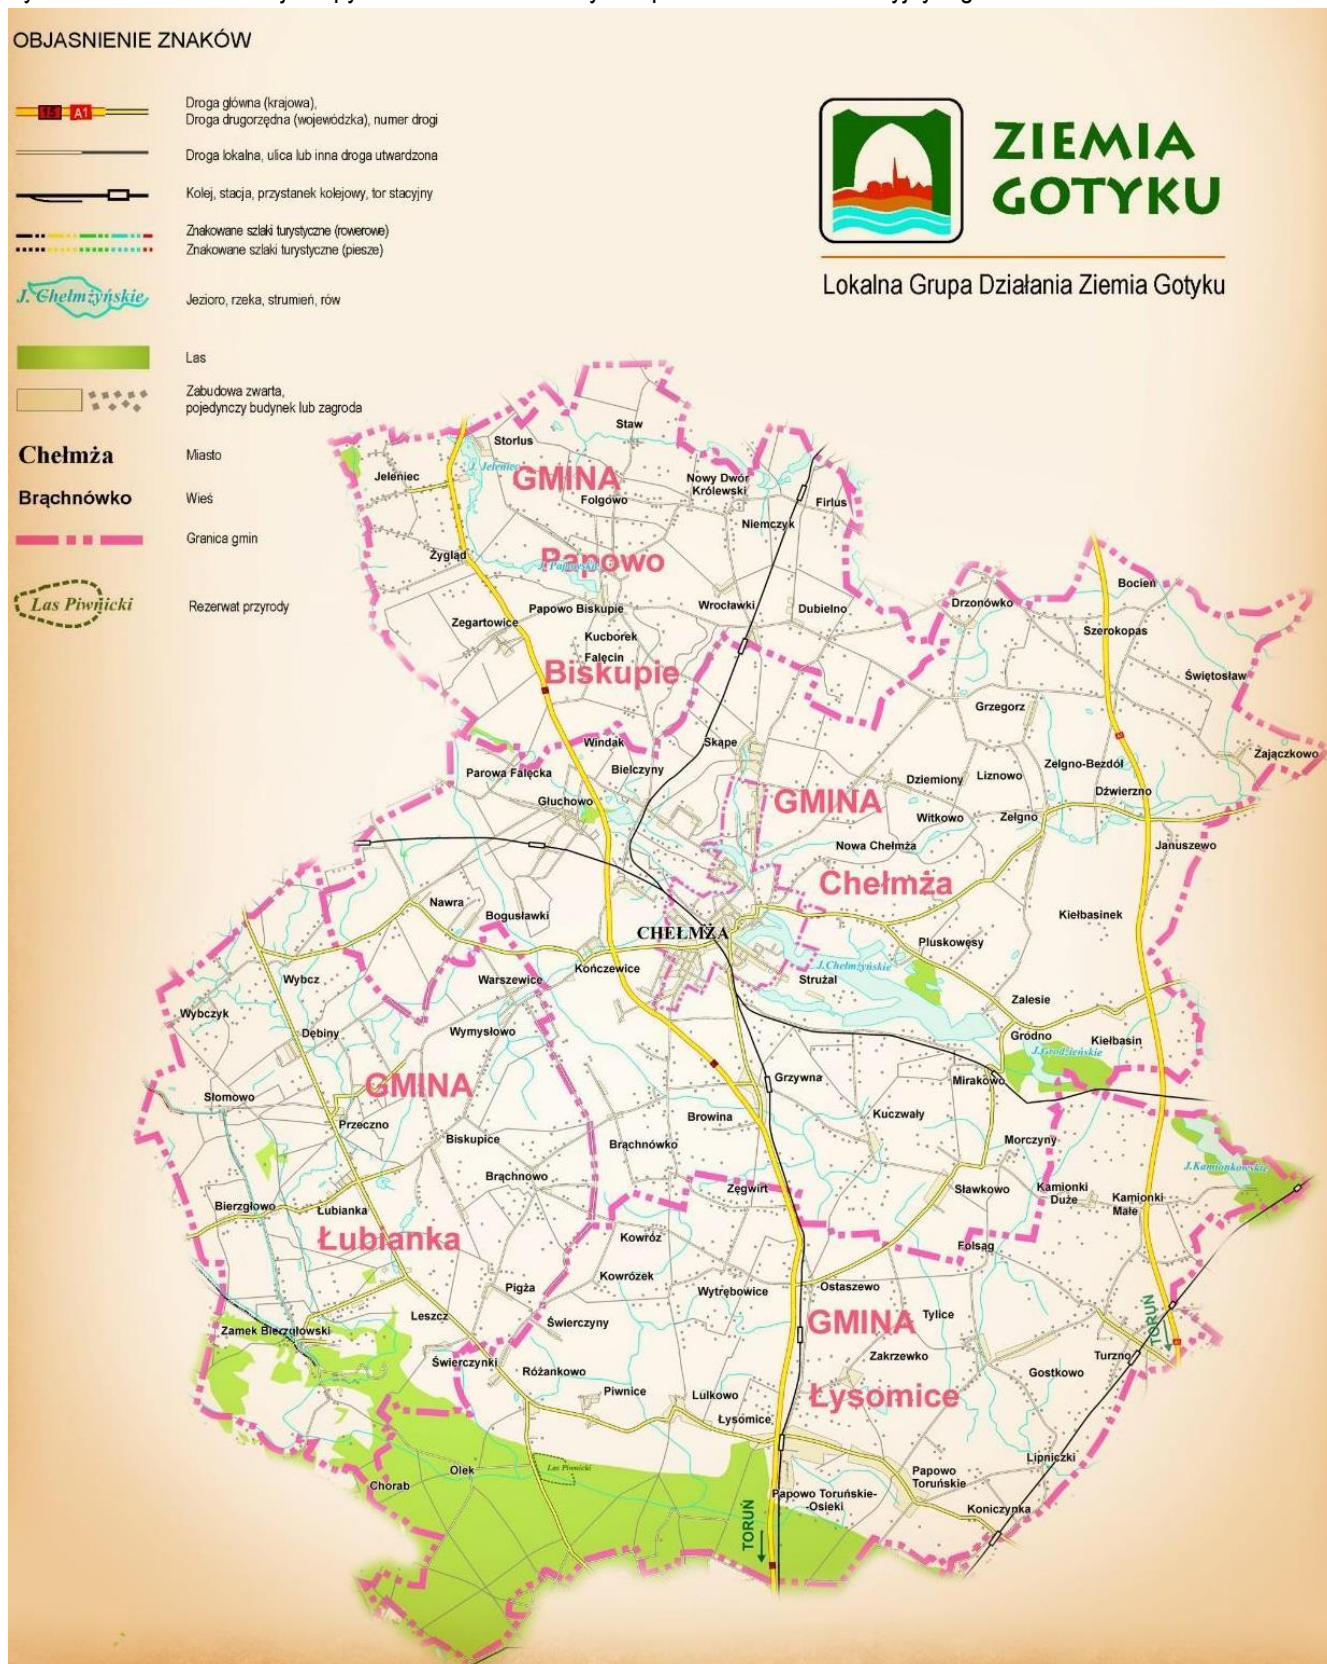 OBJASNIENIE ZNAKÓW
15 A1
Droga główna (krajowa),
Droga drugorzędna (wojewódzka), numer drogi
Droga lokalna, ulica lub inna droga utwardzona
Kolej, stacja, przystanek kolejowy, tor stacyjny
Znakowane szlaki turystyczne (rowerowe)
Znakowane szlaki turystyczne (piesze)
J. Chełmżyńskie
Jezioro, rzeka, strumień, rów
Las
Zabudowa zwarta,
pojedynczy budynek lub zagroda
Chełmża
Miasto
Brąchnówko
Wieś
Granica gmin
Las Piwnicki
Rezerwat przyrody
ZIEMIA
GOTYKU
Lokalna Grupa Działania Ziemia Gotyku
Staw
Storlus
J. Jeleniec
Jeleniec
GMINA
Nowy Dwór
Królewski
Folgowo
Firlus
Niemczyk
Żygląd
Papowo
J. Papowskie
Bocień
Papowo Biskupie
Wrocławki
Dubielno
Drzonówko
Zegartowice
Kucborek
Szerokopas
Falęcin
Biskupie
Świętosław
Grzegorz
Windak
Skąpe
Zajączkowo
Parowa Falęcka
Bielczyny
Zelgno-Bezdół
Dziemiony
Liznowo
Głuchowo
GMINA
Dźwierzno
Witkowo
Zelgno
Nowa Chełmża
Januszewo
Chełmża
Nawra
Bogusławki
Kiełbasinek
CHEŁMŻA
Pluskowęsy
Kończewice
J.Chełmżyńskie
Wybcz
Warszewice
Strużal
Zalesie
Wybczyk
Dębiny
Wymysłowo
Gródno
Kiełbasin
J.Grodzieńskie
GMINA
Grzywna
Mirakowo
Słomowo
Przeczno
Browina
Kuczwały
Biskupice
Brąchnówko
Morczyny
J.Kamionkowskie
Brąchnowo
Zęgwirt
Sławkowo
Kamionki
Duże
Kamionki
Małe
Bierzgłowo
Łubianka
Łubianka
Kowróz
Folsąg
Kowrózek
Pigża
Wytrębowice
Ostaszewo
Leszcz
Świerczyny
GMINA
Tylice
TORUŃ
Zamek Bierzgłowski
Świerczynki
Różankowo
Zakrzewko
Turzno
Gostkowo
Piwnice
Lulkowo
Łysomice
Łysomice
Olek
Las Piwnicki
Lipniczki
Chorab
Papowo
Toruńskie
Papowo Toruńskie-
-Osieki
Koniczynka
TORUŃ